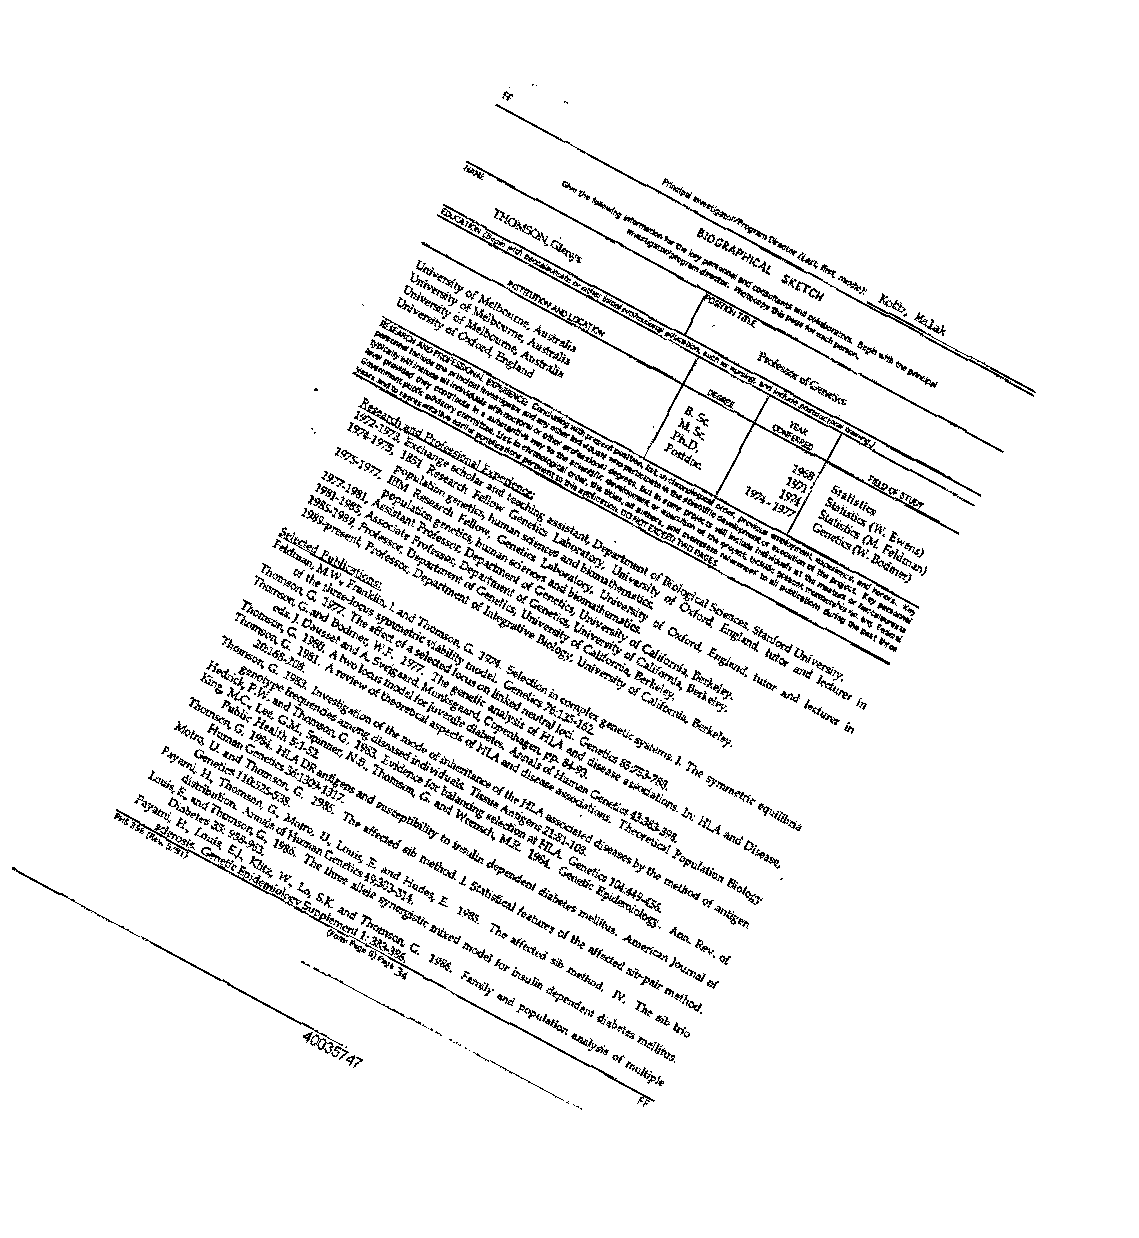 FF
Principal Investigator/Program Director (Last, first, middle): Kotb, Malak
BIOGRAPHICAL SKETCH
Give the following information for the key personnel and consultants and collaborators. Begin with the principal
investigator/program director. Photocopy this page for each person.
NAME
POSITION TITLE
THOMSON, Glenys
Professor of Genetics
EDUCATION (Begin with baccalaureate or other initial professional education, such as nursing, and include postdoctoral training.)
INSTITUTION AND LOCATION
DEGREE
YEAR
CONFERRED
FIELD OF STUDY
University of Melbourne, Australia B. Sc. 1968 Statistics
University of Melbourne, Australia M. Sc. 1971 Statistics (W. Ewens)
University of Melbourne, Australia Ph.D. 1974 Statistics (M. Feldman)
University of Oxford, England Postdoc. 1974-1977 Genetics (W. Bodmer)
RESEARCH AND PROFESSIONAL EXPERIENCE: Concluding with present position, list, in chronological order, previous employment, experience, and honors. Key
personnel include the principal investigator and any other individuals who participate in the scientific development or execution of the project. Key personnel
typically will include all individuals with doctoral or other professional degrees, but in some projects will include individuals at the masters or baccalaureate
level provided they contribute in a substantive way to the scientific development or execution of the project. Include present membership on any Federal
Government public advisory committee. List, in chronological order, the titles, all authors, and complete references to all publications during the past three
years and to representative earlier publications pertinent to this application. DO NOT EXCEED TWO PAGES.
Research and Professional Experience:
1972-1973, Exchange scholar and teaching assistant, Department of Biological Sciences, Stanford University.
1974-1975, 1851 Research Fellow Genetics Laboratory, University of Oxford, England, tutor and lectures in
population genetics, human sciences and biomathematics.
1975-1977, IBM Research Fellow, Genetics Laboratory, University of Oxford, England, tutor and lectures in
population genetics, human sciences and biomathematics.
1977-1981, Assistant Professor, Department of Genetics, University of California, Berkeley.
1981-1985, Associate Professor, Department of Genetics, University of California, Berkeley.
1985-1989, Professor, Department of Genetics, University of California, Berkeley.
1989-present, Professor, Department of Integrative Biology, University of California, Berkeley.
Selected Publications:
Feldman, M.W., Franklin, I. and Thomson, G. 1974. Selection in complex genetic systems. I. The symmetric equilibria
of the three-locus symmetric viability model. Genetics 76:135-162.
Thomson, G. 1977. The effect of a selected locus on linked neutral loci. Genetics 85:753-788.
Thomson, G. and Bodmer, W.F. 1977. The genetic analysis of HLA and disease associations. In: HLA and Disease,
eds. J. Dausset and A. Svejgaard, Munksgaard, Copenhagen, pp. 84-93.
Thomson, G. 1980. A two locus model for juvenile diabetes. Annals of Human Genetics 43:383-398.
Thomson, G. 1981. A review of theoretical aspects of HLA and disease associations. Theoretical Population Biology
20:168-208.
Thomson, G. 1983. Investigation of the mode of inheritance of the HLA associated diseases by the method of antigen
genotype frequencies among diseased individuals. Tissue Antigens 21:81-108.
Hedrick, P.W. and Thomson, G. 1983. Evidence for balancing selection at HLA. Genetics 104:449-456.
King, M.C., Lee, G.M., Spinner, N.B., Thomson, G. and Wrensch, M.R. 1984. Genetic Epidemiology. Ann. Rev. of
Public Health 5:1-52.
Thomson, G. 1984. HLA DR antigens and susceptibility to insulin dependent diabetes mellitus. American Journal of
Human Genetics 36:1309-1317.
Motro, U. and Thomson, G. 1985. The affected sib method. I. Statistical features of the affected sib-pair method.
Genetics 110:525-538.
Payami, H., Thomson, G., Motro, U., Louis, E. and Hudes, E. 1985. The affected sib method. IV. The sib trio
distribution. Annals of Human Genetics 49:303-314.
Louis, E. and Thomson, G. 1986. The three allele synergistic mixed model for insulin dependent diabetes mellitus.
Diabetes 35: 958-963.
Payami, H., Louis, E.J., Klitz, W., Lo, S.K. and Thomson, G. 1986. Family and population analysis of multiple
sclerosis. Genetic Epidemiology Supplement 1: 383-386.
PHS 398 (Rev. 9/91)
(Form Page 6) Page 34
FF
40035747